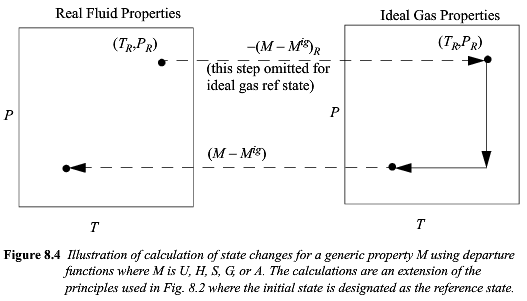 Real Fluid Properties
Ideal Gas Properties
(T_R,P_R)
–(M – M^ig)_R
(T_R,P_R)
(this step omitted for
ideal gas ref state)
P
P
(M – M^ig)
T
T
Figure 8.4 Illustration of calculation of state changes for a generic property M using departure
functions where M is U, H, S, G, or A. The calculations are an extension of the
principles used in Fig. 8.2 where the initial state is designated as the reference state.